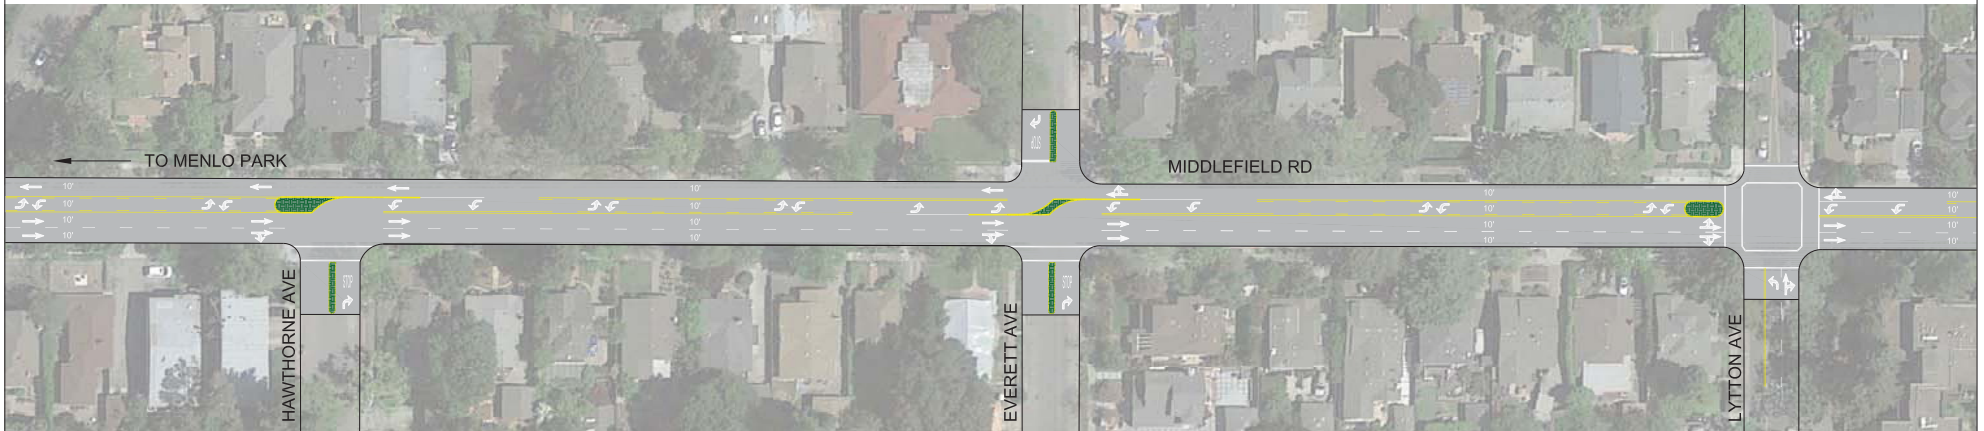 TO MENLO PARK
MIDDLEFIELD RD
10' 10' 10' 10'
10' 10' 10' 10'
10' 10' 10' 10'
10' 10' 10' 10'
STOP
HAWTHORNE AVE
STOP
EVERETT AVE
STOP
LYTTON AVE